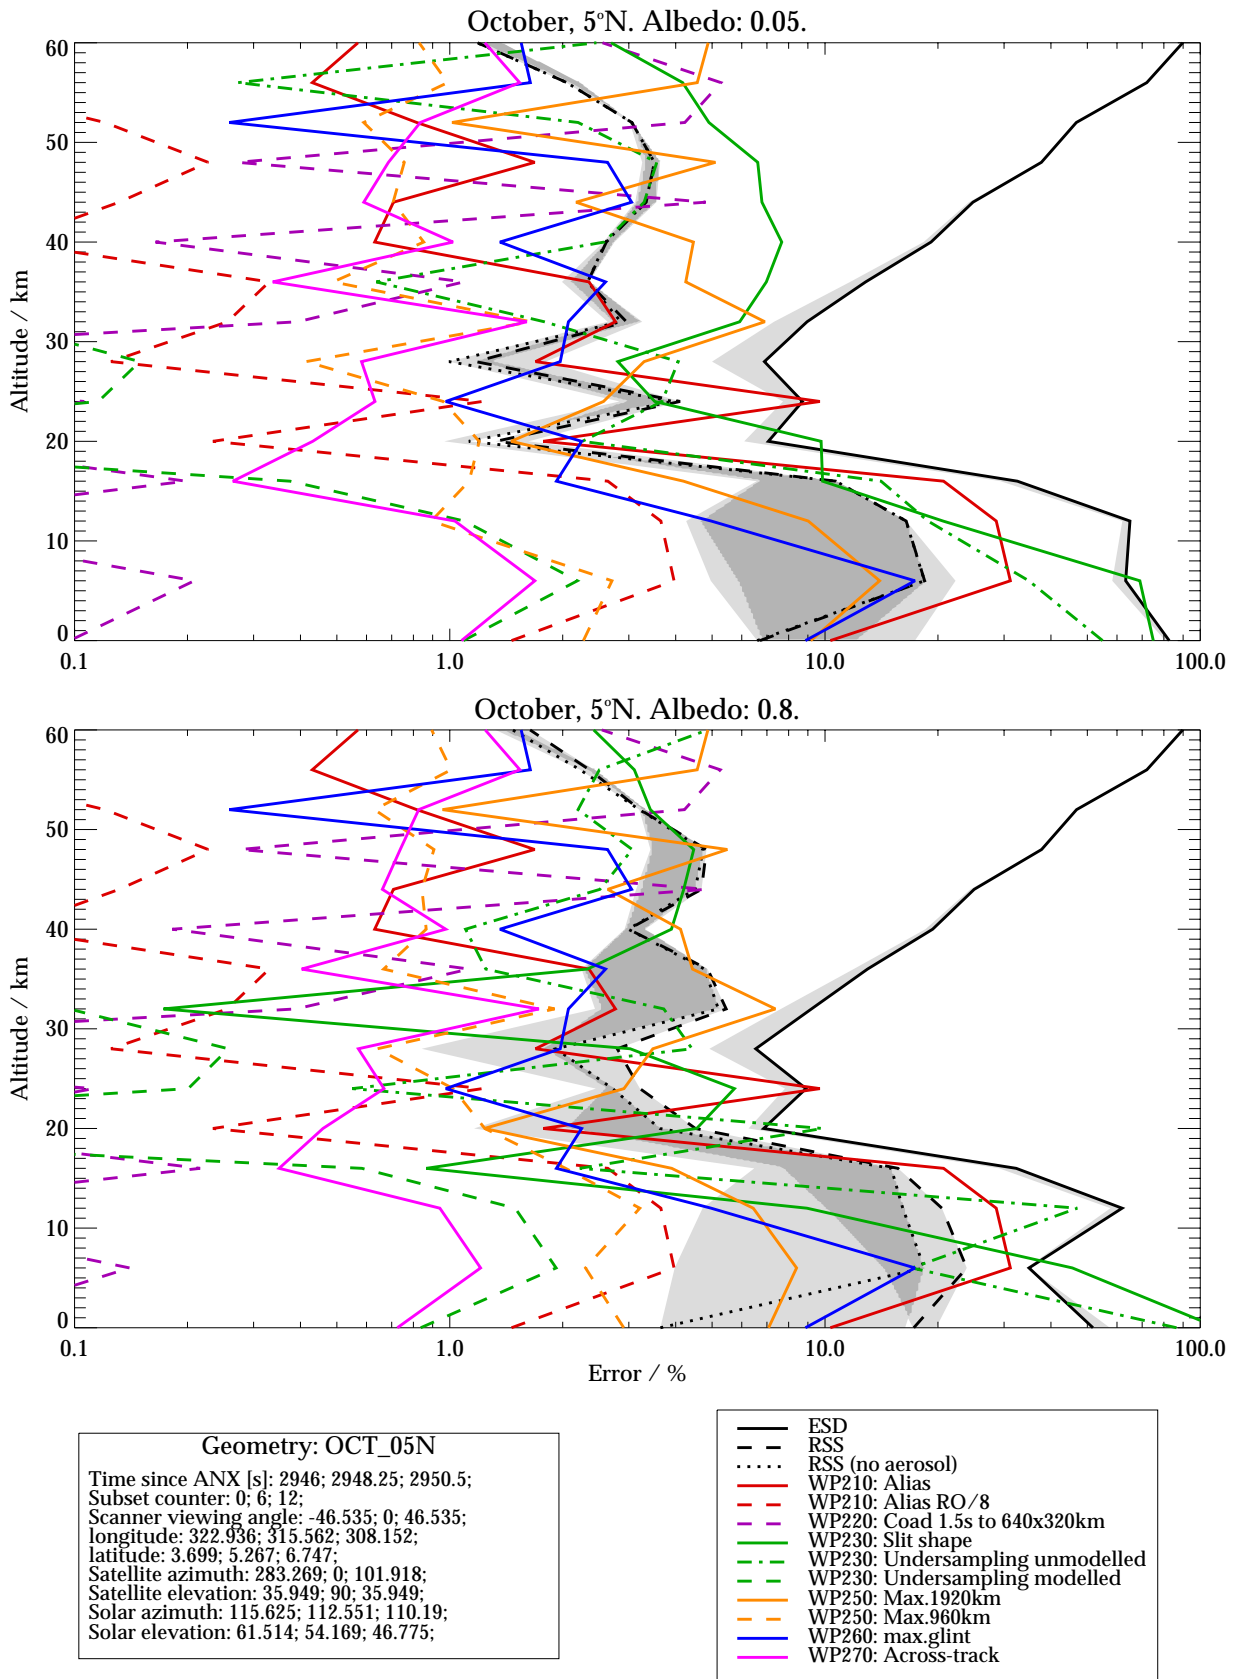 October, 5°N. Albedo: 0.05.
60
50
40
30
20
10
0
Altitude / km
0.1 1.0 10.0 100.0
October, 5°N. Albedo: 0.8.
60
50
40
30
20
10
0
Altitude / km
0.1 1.0 10.0 100.0
Error / %
Geometry: OCT_05N
Time since ANX [s]: 2946; 2948.25; 2950.5;
Subset counter: 0; 6; 12;
Scanner viewing angle: -46.535; 0; 46.535;
longitude: 322.936; 315.562; 308.152;
latitude: 3.699; 5.267; 6.747;
Satellite azimuth: 283.269; 0; 101.918;
Satellite elevation: 35.949; 90; 35.949;
Solar azimuth: 115.625; 112.551; 110.19;
Solar elevation: 61.514; 54.169; 46.775;
ESD
RSS
RSS (no aerosol)
WP210: Alias
WP210: Alias RO/8
WP220: Coad 1.5s to 640x320km
WP230: Slit shape
WP230: Undersampling unmodelled
WP230: Undersampling modelled
WP250: Max.1920km
WP250: Max.960km
WP260: max.glint
WP270: Across-track